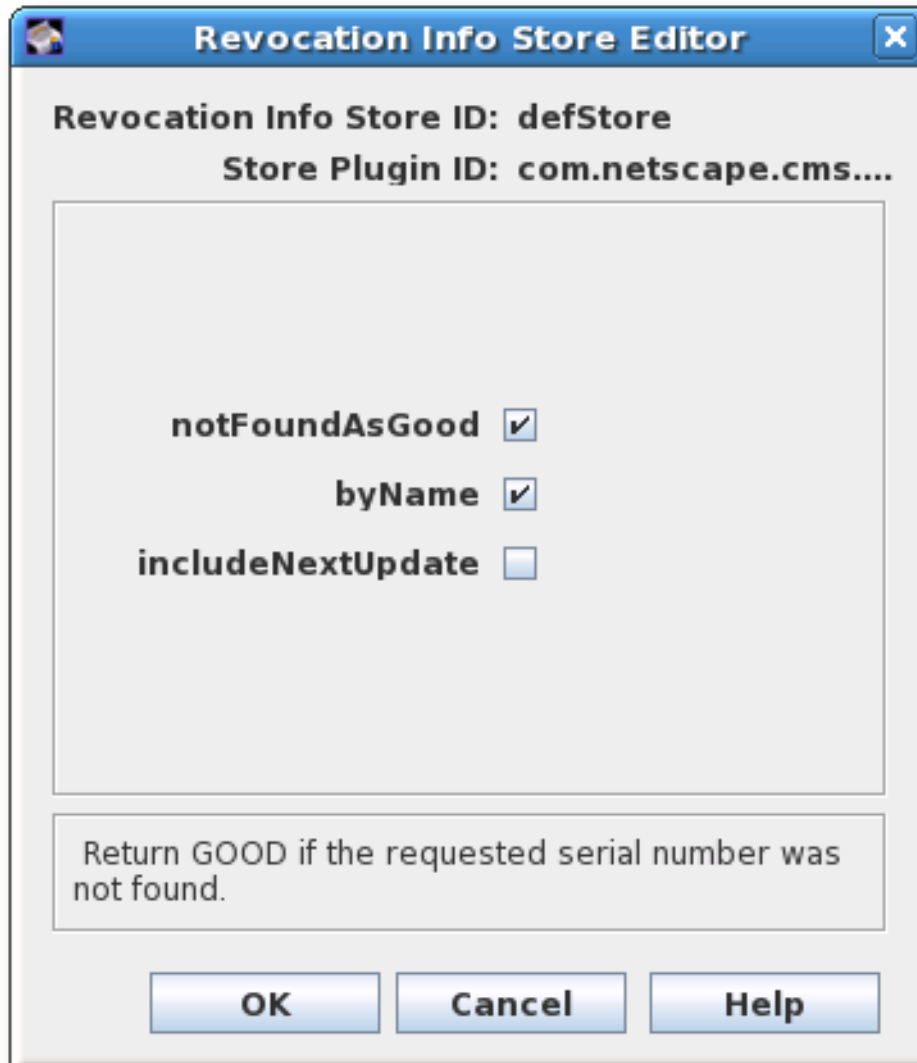 Revocation Info Store Editor
Revocation Info Store ID: defStore
Store Plugin ID: com.netscape.cms....
notFoundAsGood
byName
includeNextUpdate
Return GOOD if the requested serial number was
not found.
OK Cancel Help